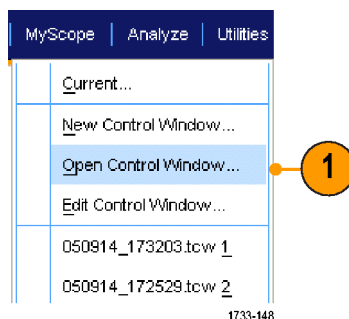 MyScope | Analyze | Utilities
Current...
New Control Window...
Open Control Window...
1
Edit Control Window...
050914_173203.tcw 1
050914_172529.tcw 2
1733-148